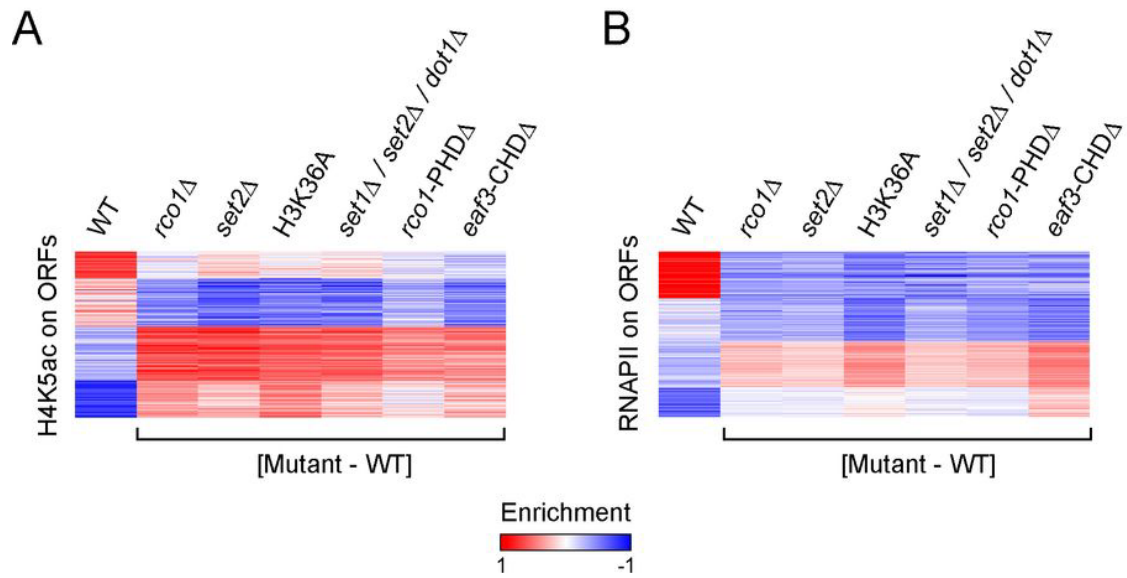 A
WT
rco1Δ
set2Δ
H3K36A
set1Δ / set2Δ / dot1Δ
rco1-PHDΔ
eaf3-CHDΔ
H4K5ac on ORFs
[Mutant - WT]
B
WT
rco1Δ
set2Δ
H3K36A
set1Δ / set2Δ / dot1Δ
rco1-PHDΔ
eaf3-CHDΔ
RNAPII on ORFs
[Mutant - WT]
Enrichment
1 -1